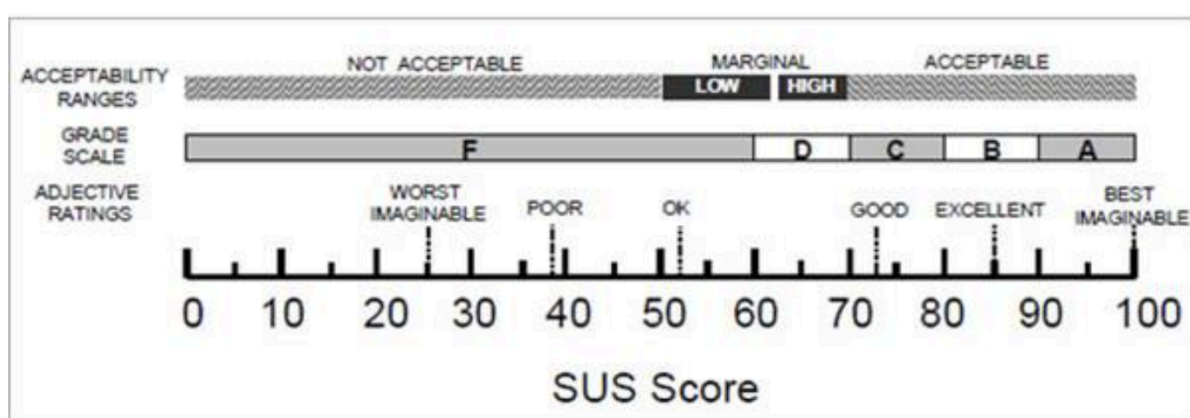 NOT ACCEPTABLE MARGINAL ACCEPTABLE
ACCEPTABILITY RANGES
LOW HIGH
GRADE SCALE
F D C B A
ADJECTIVE RATINGS
WORST IMAGINABLE
POOR
OK
GOOD
EXCELLENT
BEST IMAGINABLE
0 10 20 30 40 50 60 70 80 90 100
SUS Score